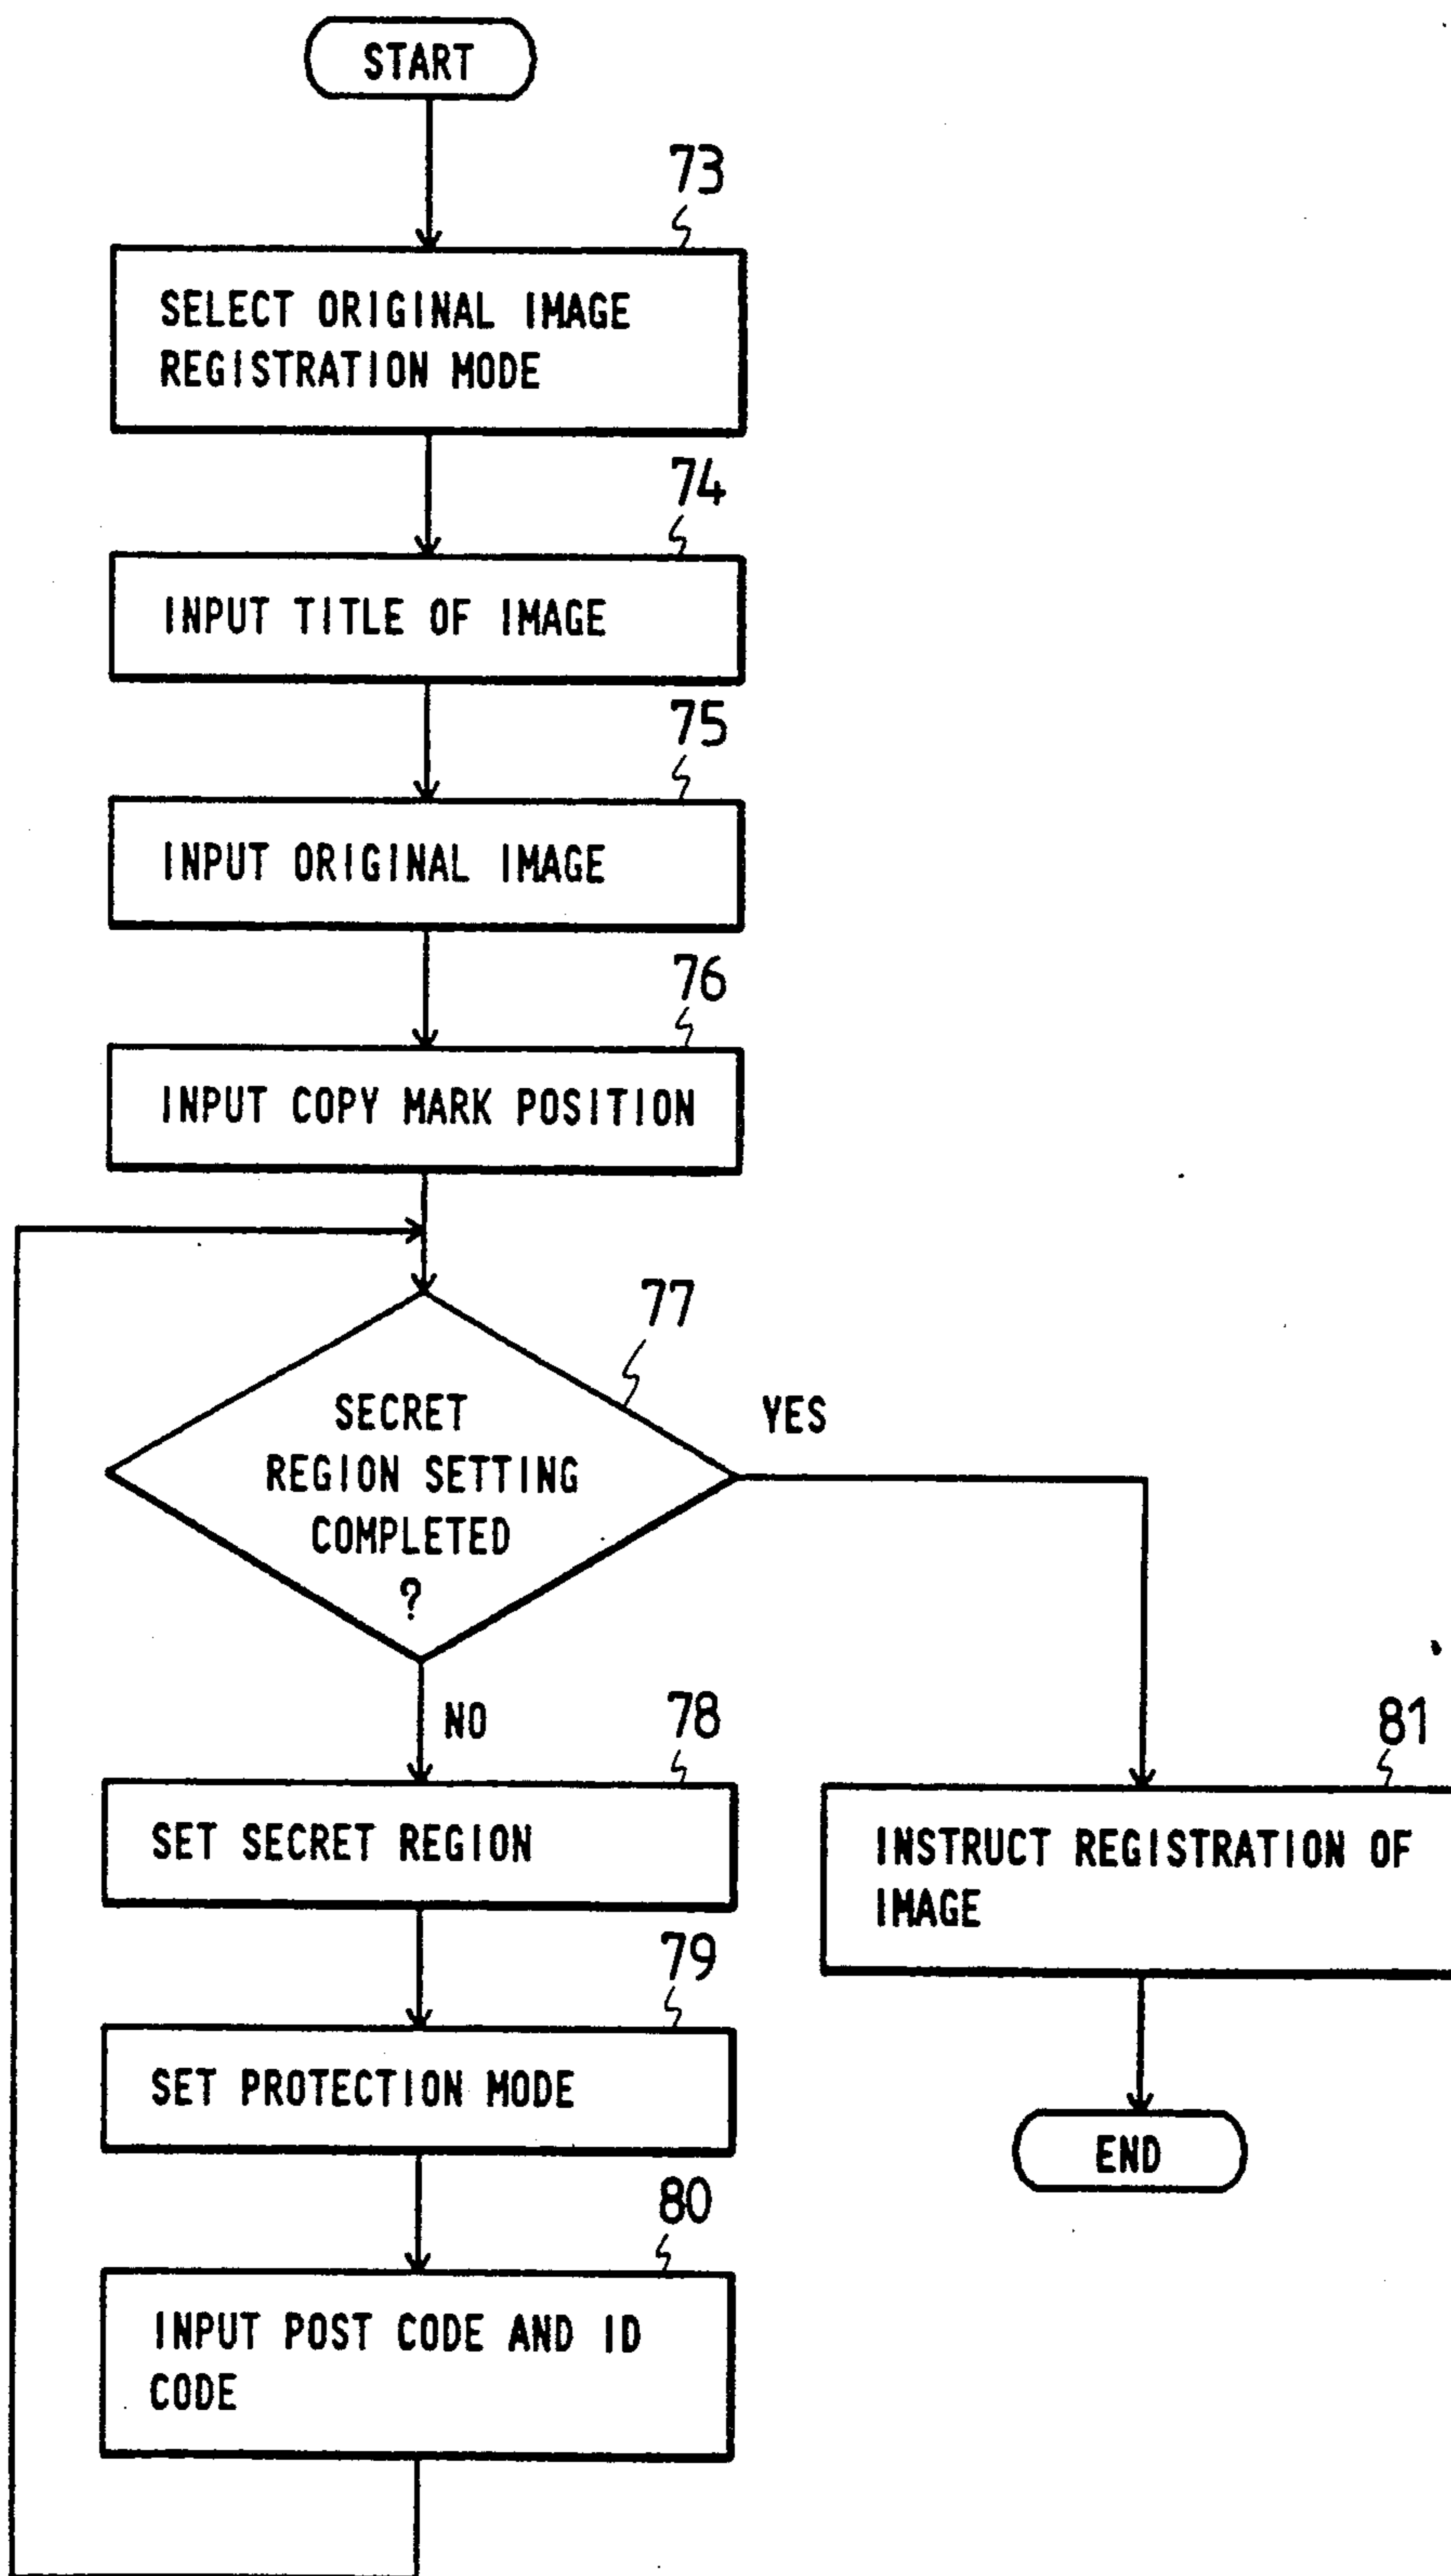 START
73
SELECT ORIGINAL IMAGE
REGISTRATION MODE
74
INPUT TITLE OF IMAGE
75
INPUT ORIGINAL IMAGE
76
INPUT COPY MARK POSITION
77
SECRET
REGION SETTING
COMPLETED
?
YES
NO
78
SET SECRET REGION
79
SET PROTECTION MODE
80
INPUT POST CODE AND ID
CODE
81
INSTRUCT REGISTRATION OF
IMAGE
END